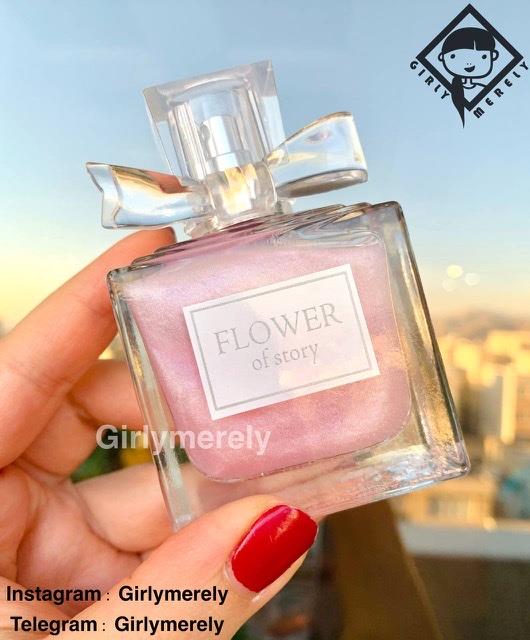 GIRLY MERELY
FLOWER
of story
Girlymerely
Instagram : Girlymerely
Telegram : Girlymerely